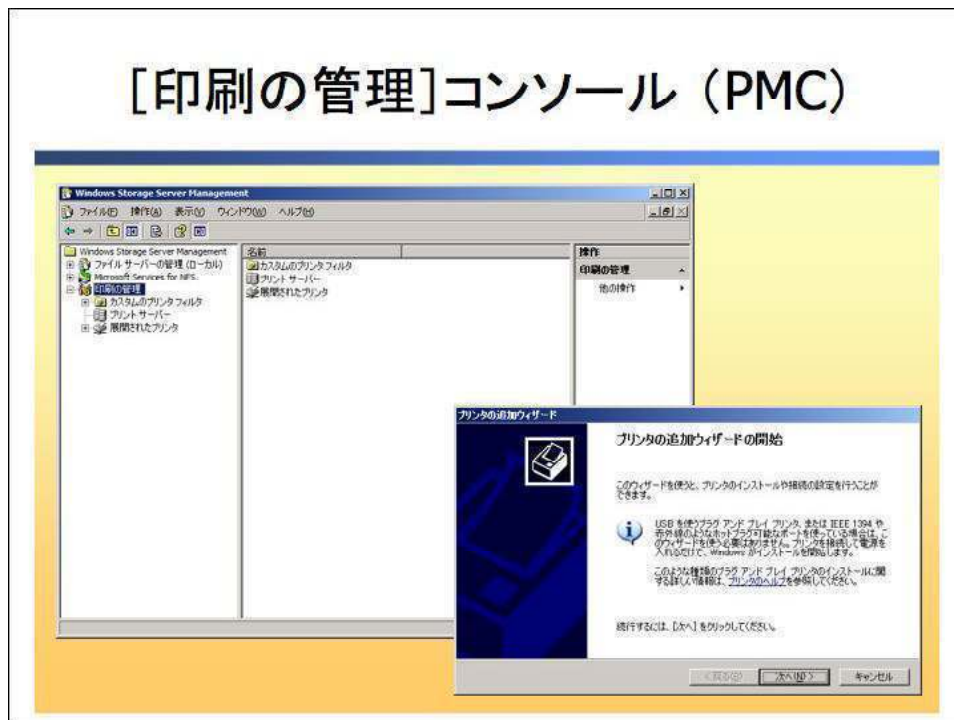 [印刷の管理]コンソール (PMC)
Windows Storage Server Management
ファイル(F) 操作(A) 表示(V) ウィンドウ(W) ヘルプ(H)
Windows Storage Server Management
ファイル サーバーの管理 (ローカル)
Microsoft Services for NFS
印刷の管理
カスタムのプリンタ フィルタ
プリント サーバー
展開されたプリンタ
名前
カスタムのプリンタ フィルタ
プリント サーバー
展開されたプリンタ
操作
印刷の管理
他の操作
プリンタの追加ウィザード
プリンタの追加ウィザードの開始
このウィザードを使うと、プリンタのインストールや接続の設定を行うことが
できます。
USB を使うプラグ アンド プレイ プリンタ、または IEEE 1394 や
赤外線のようなホットプラグ可能なポートを使っている場合は、こ
のウィザードを使う必要はありません。プリンタを接続して電源を
入れるだけで、Windows がインストールを開始します。
このような種類のプラグ アンド プレイ プリンタのインストールに関
する詳しい情報は、プリンタのヘルプを参照してください。
続行するには、[次へ] をクリックしてください。
< 戻る(B) 次へ(N) > キャンセル